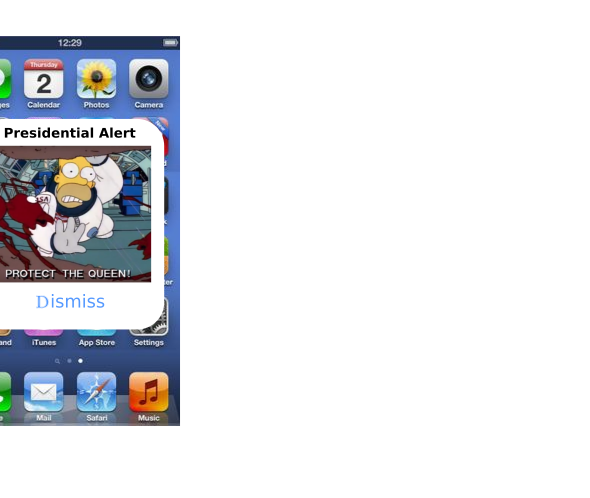 12:29
Thursday
2
Calendar
Photos
Camera
Presidential Alert
PROTECT THE QUEEN!
Dismiss
iTunes
App Store
Settings
Mail
Safari
Music